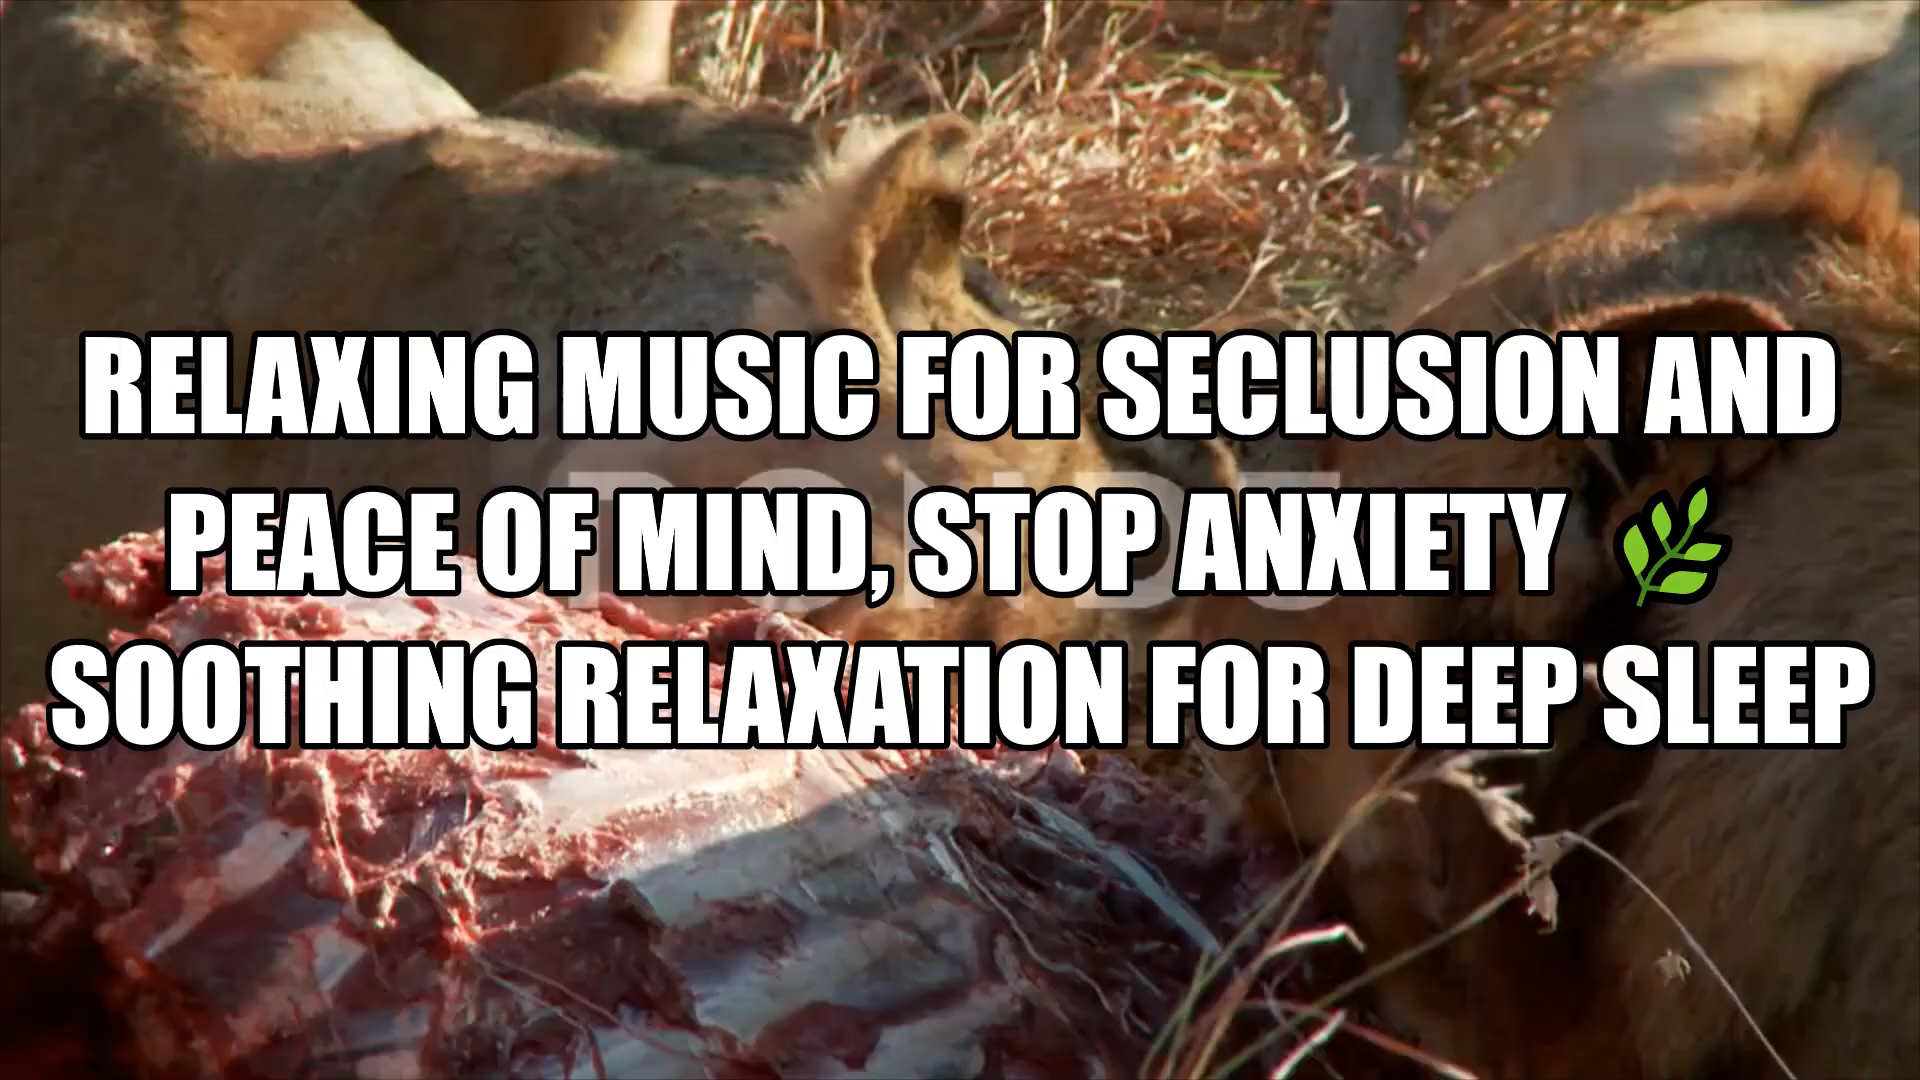 RELAXING MUSIC FOR SECLUSION AND
PEACE OF MIND, STOP ANXIETY 🌿
SOOTHING RELAXATION FOR DEEP SLEEP